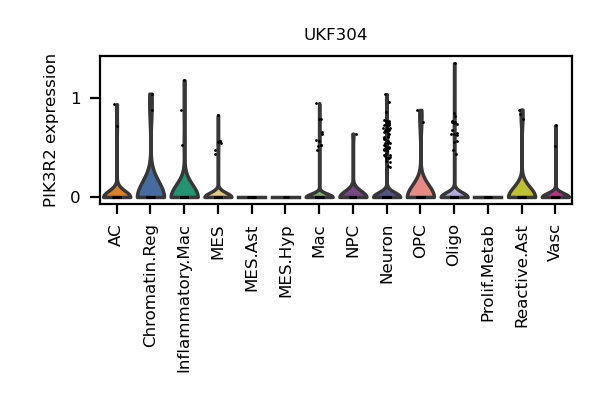 UKF304
PIK3R2 expression
1
0
AC
Chromatin.Reg
Inflammatory.Mac
MES
MES.Ast
MES.Hyp
Mac
NPC
Neuron
OPC
Oligo
Prolif.Metab
Reactive.Ast
Vasc